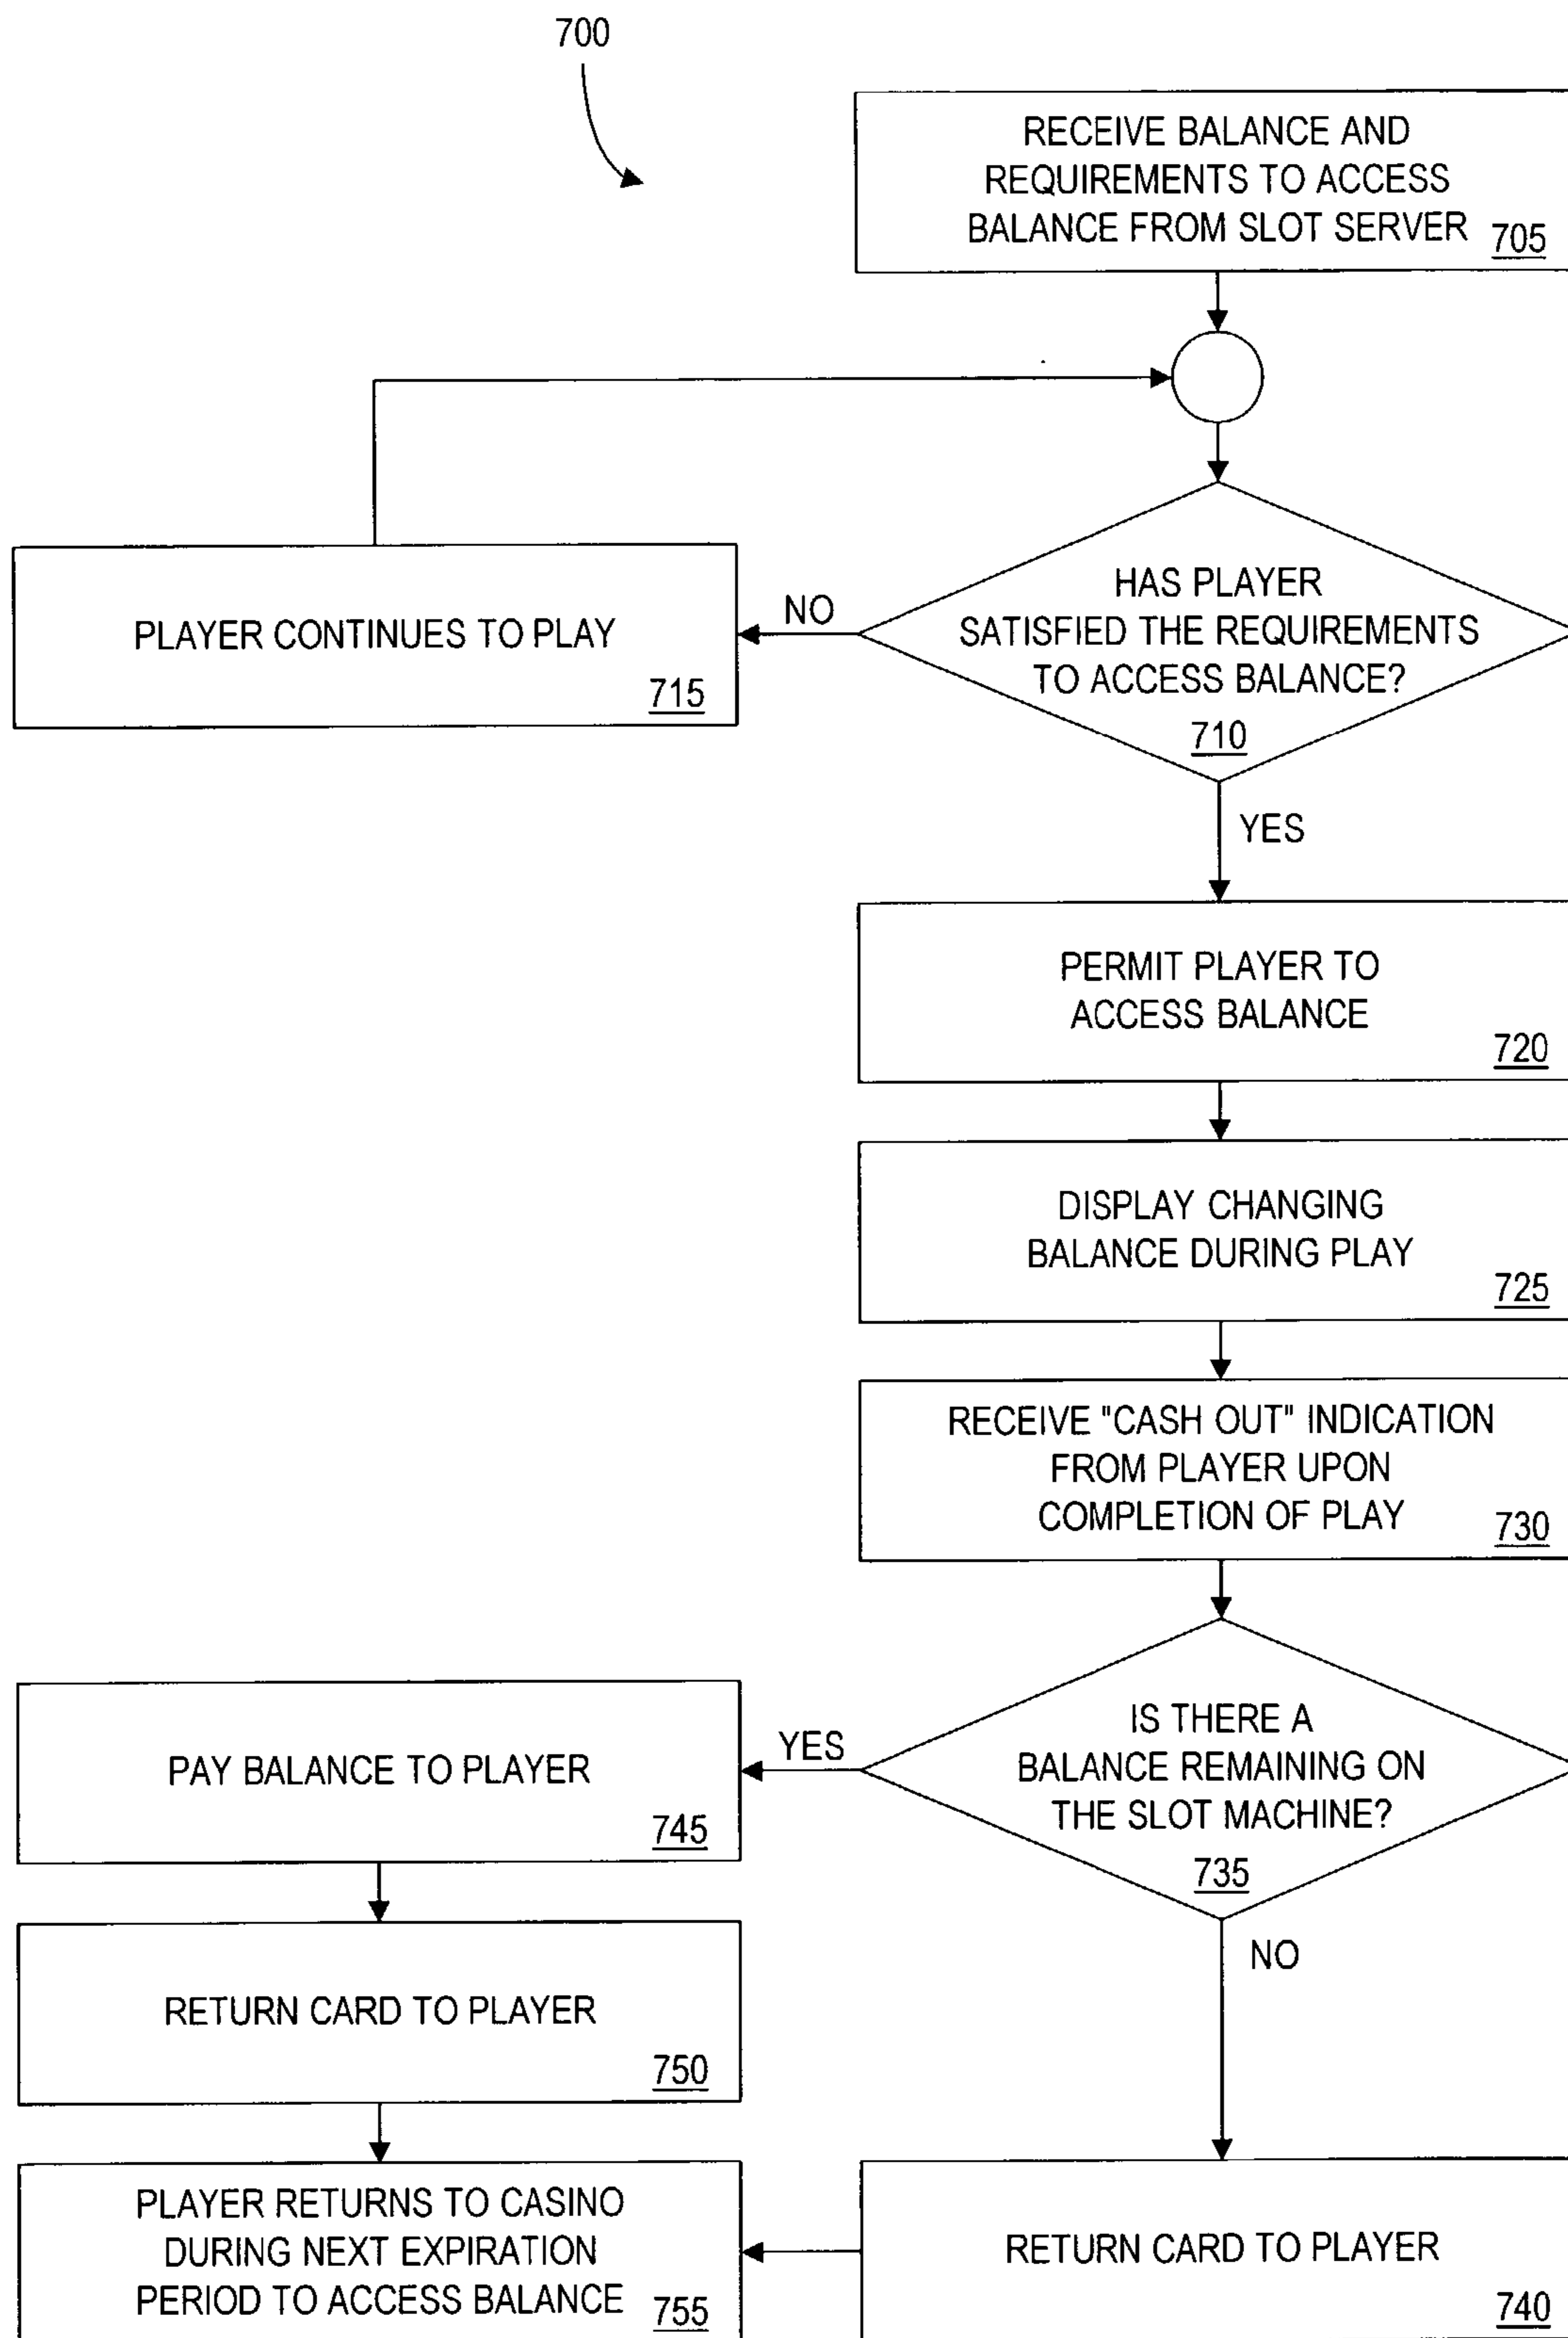 700
RECEIVE BALANCE AND
REQUIREMENTS TO ACCESS
BALANCE FROM SLOT SERVER
705
HAS PLAYER
SATISFIED THE REQUIREMENTS
TO ACCESS BALANCE?
710
NO
PLAYER CONTINUES TO PLAY
715
YES
PERMIT PLAYER TO
ACCESS BALANCE
720
DISPLAY CHANGING
BALANCE DURING PLAY
725
RECEIVE "CASH OUT" INDICATION
FROM PLAYER UPON
COMPLETION OF PLAY
730
IS THERE A
BALANCE REMAINING ON
THE SLOT MACHINE?
735
YES
PAY BALANCE TO PLAYER
745
RETURN CARD TO PLAYER
750
NO
RETURN CARD TO PLAYER
740
PLAYER RETURNS TO CASINO
DURING NEXT EXPIRATION
PERIOD TO ACCESS BALANCE
755